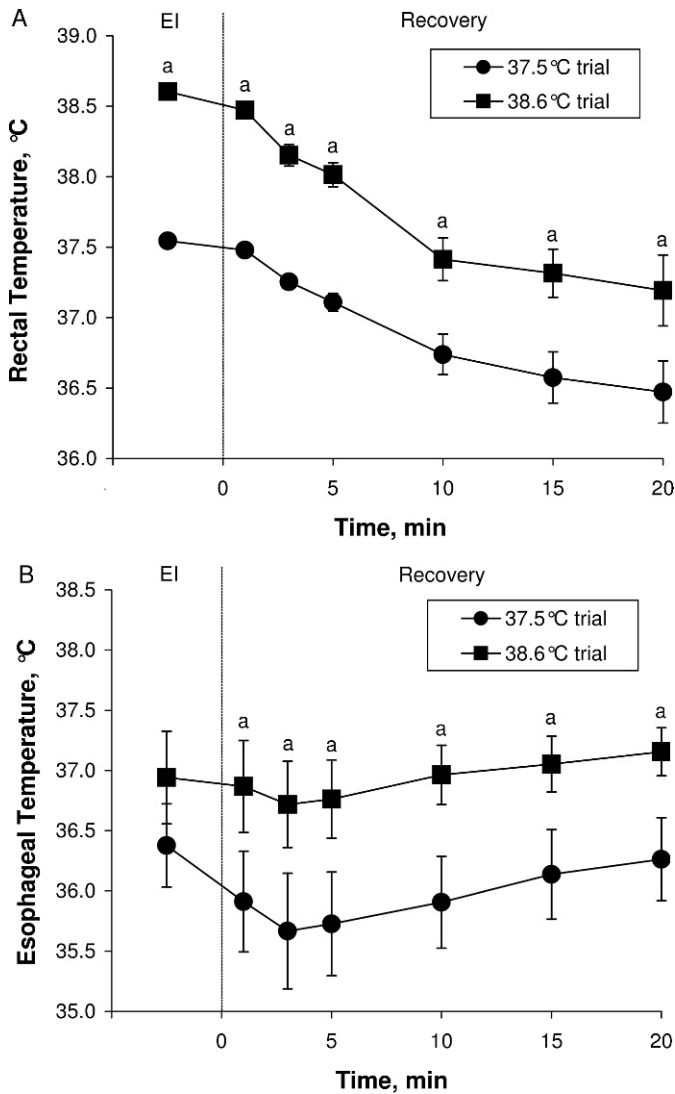 A
EI
Recovery
39.0
38.5
38.0
37.5
37.0
36.5
36.0
Rectal Temperature, °C
37.5°C trial
38.6°C trial
a a a a a a a
0 5 10 15 20
Time, min
B
EI
Recovery
38.5
38.0
37.5
37.0
36.5
36.0
35.5
35.0
Esophageal Temperature, °C
37.5°C trial
38.6°C trial
a a a a a a
0 5 10 15 20
Time, min